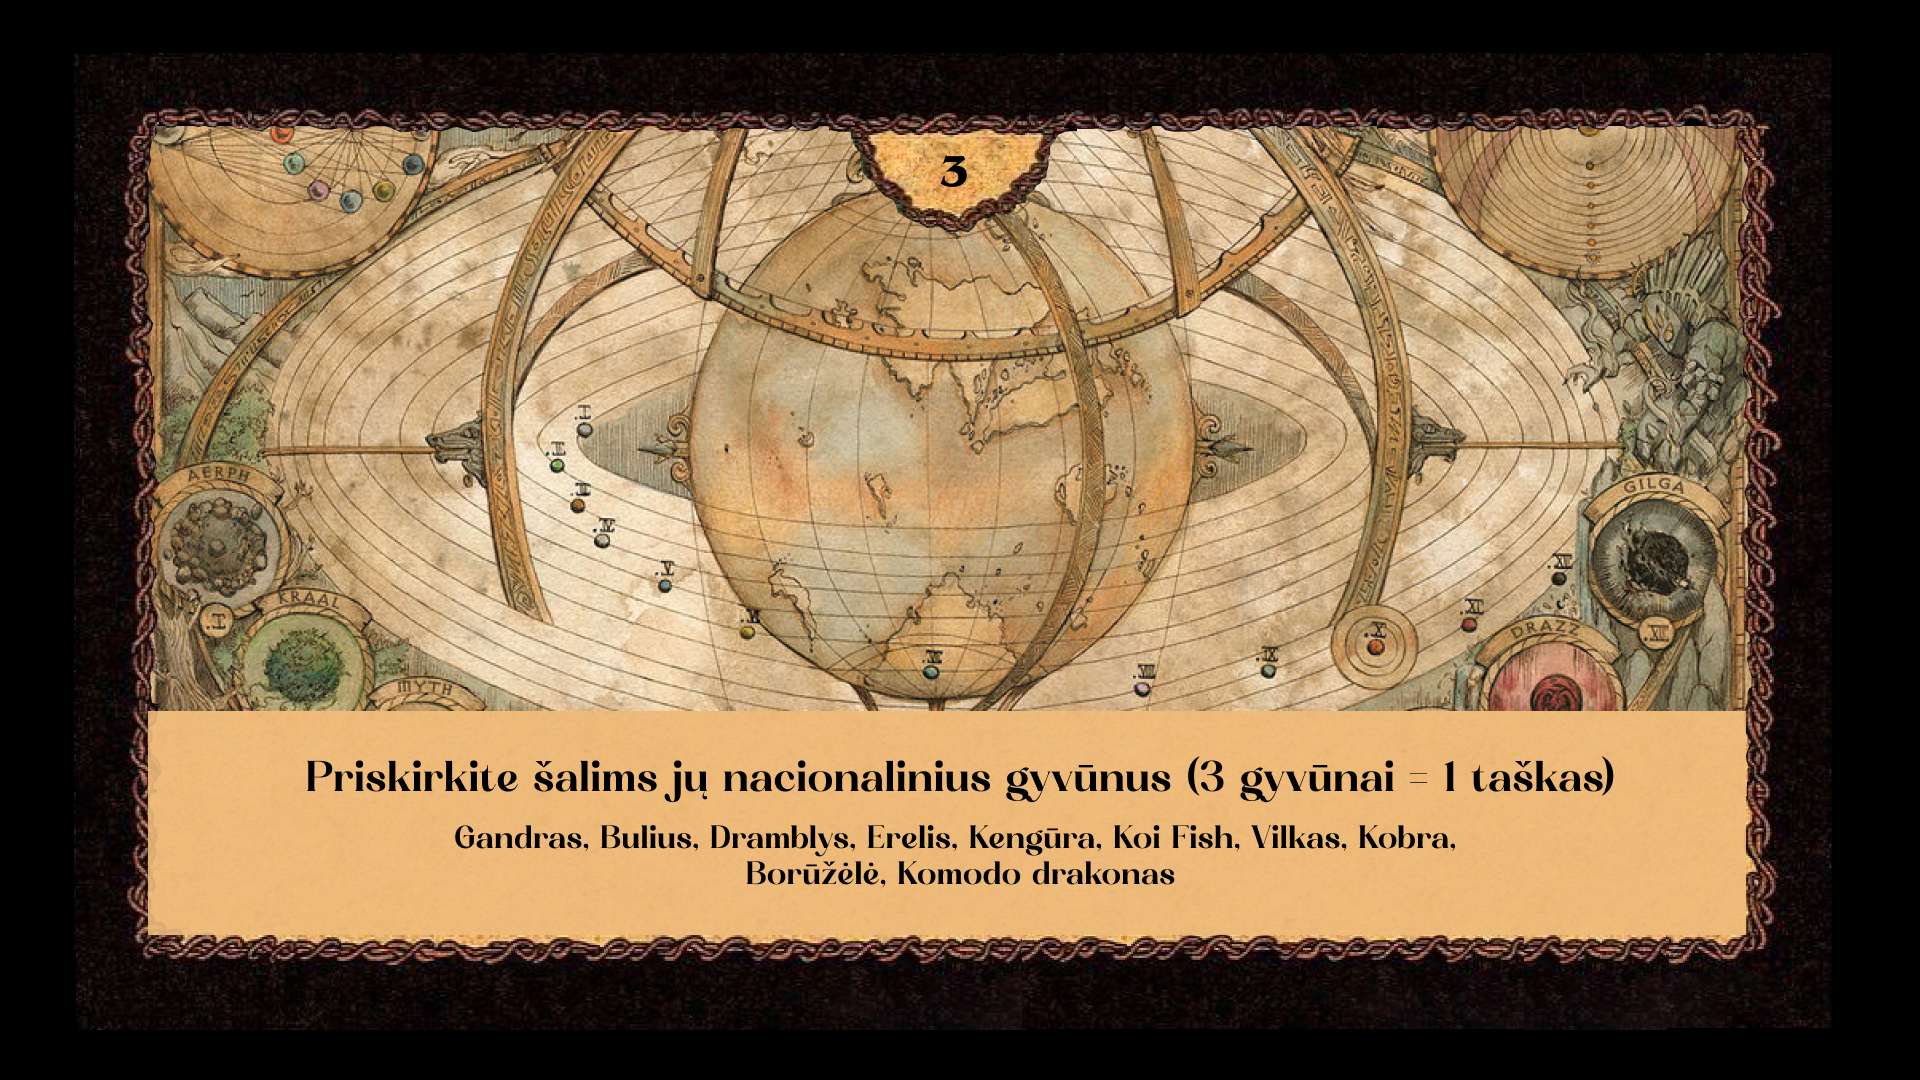 3
AERPH
GILGA
KRAAL
DRAZZ
MYTH
Priskirkite šalims jų nacionalinius gyvūnus (3 gyvūnai = 1 taškas)
Gandras, Bulius, Dramblys, Erelis, Kengūra, Koi Fish, Vilkas, Kobra,
Borūžėlė, Komodo drakonas